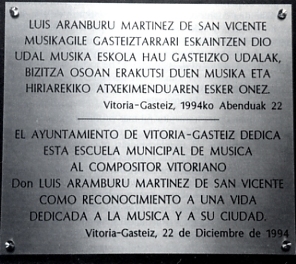 LUIS ARANBURU MARTINEZ DE SAN VICENTE
MUSIKAGILE GASTEIZTARRARI ESKAINTZEN DIO
UDAL MUSIKA ESKOLA HAU GASTEIZKO UDALAK,
BIZITZA OSOAN ERAKUTSI DUEN MUSIKA ETA
HIRIAREKIKO ATXEKIMENDUAREN ESKER ONEZ.
Vitoria-Gasteiz, 1994ko Abenduak 22
EL AYUNTAMIENTO DE VITORIA-GASTEIZ DEDICA
ESTA ESCUELA MUNICIPAL DE MUSICA
AL COMPOSITOR VITORIANO
Don LUIS ARAMBURU MARTINEZ DE SAN VICENTE
COMO RECONOCIMIENTO A UNA VIDA
DEDICADA A LA MUSICA Y A SU CIUDAD.
Vitoria-Gasteiz, 22 de Diciembre de 1994